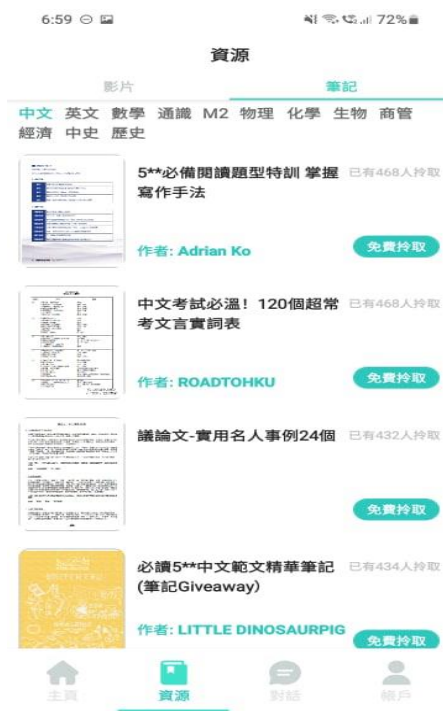 6:59
72%
資源
影片
筆記
中文 英文 數學 通識 M2 物理 化學 生物 商管
經濟 中史 歷史
5**必備閱讀題型特訓 掌握
寫作手法
已有468人拎取
作者: Adrian Ko
免費拎取
中文考試必溫！120個超常
考文言實詞表
已有468人拎取
作者: ROADTOHKU
免費拎取
議論文-實用名人事例24個
已有432人拎取
免費拎取
必讀5**中文範文精華筆記
(筆記Giveaway)
已有434人拎取
作者: LITTLE DINOSAURPIG
免費拎取
主頁
資源
對話
帳戶